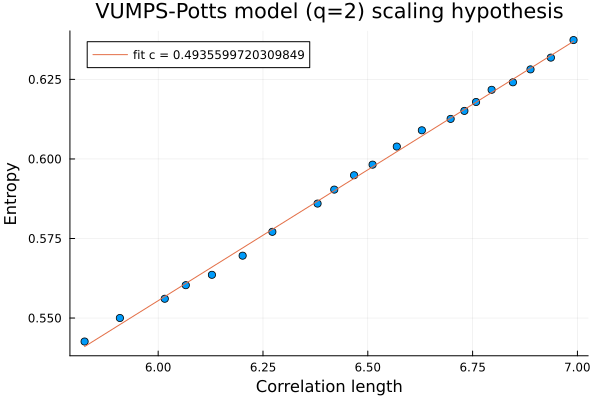 VUMPS-Potts model (q=2) scaling hypothesis
fit c = 0.4935599720309849
0.625
0.600
0.575
0.550
Entropy
6.00 6.25 6.50 6.75 7.00
Correlation length